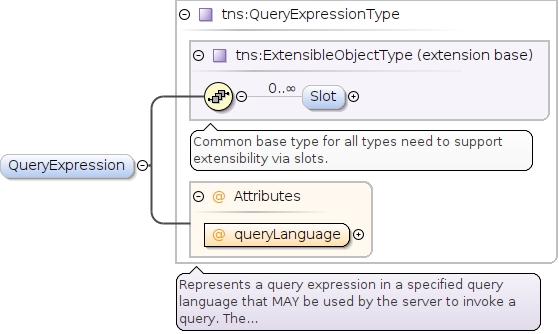 tns:QueryExpressionType
tns:ExtensibleObjectType (extension base)
0..∞
Slot
Common base type for all types need to support
extensibility via slots.
QueryExpression
@ Attributes
@ queryLanguage
Represents a query expression in a specified query
language that MAY be used by the server to invoke a
query. The...